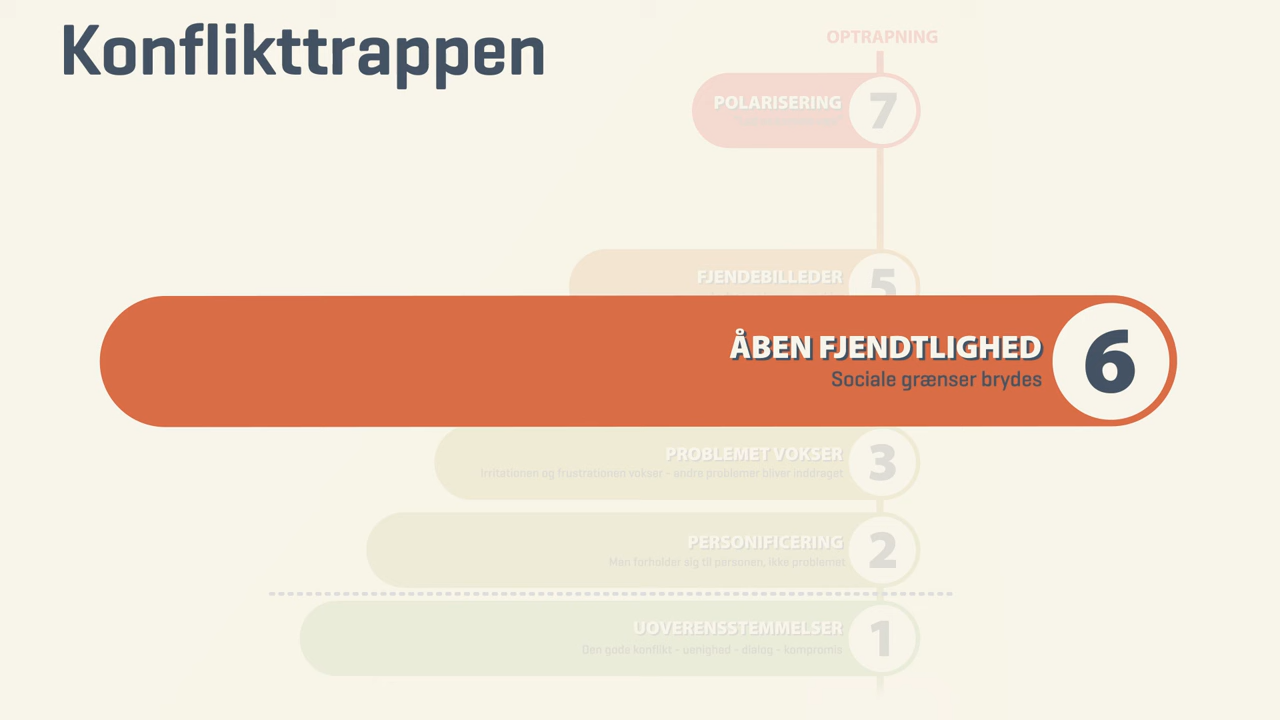 Konflikttrappen
OPTRAPNING
POLARISERING
7
FJENDEBILLEDER
5
ÅBEN FJENDTLIGHED
Sociale grænser brydes
6
PROBLEMET VOKSER
Irritationen og frustrationen vokser - andre problemer bliver inddraget
3
PERSONIFICERING
Man forholder sig til personen, ikke problemet
2
UOVERENSSTEMMELSER
Den gode konflikt - uenighed - dialog - kompromis
1